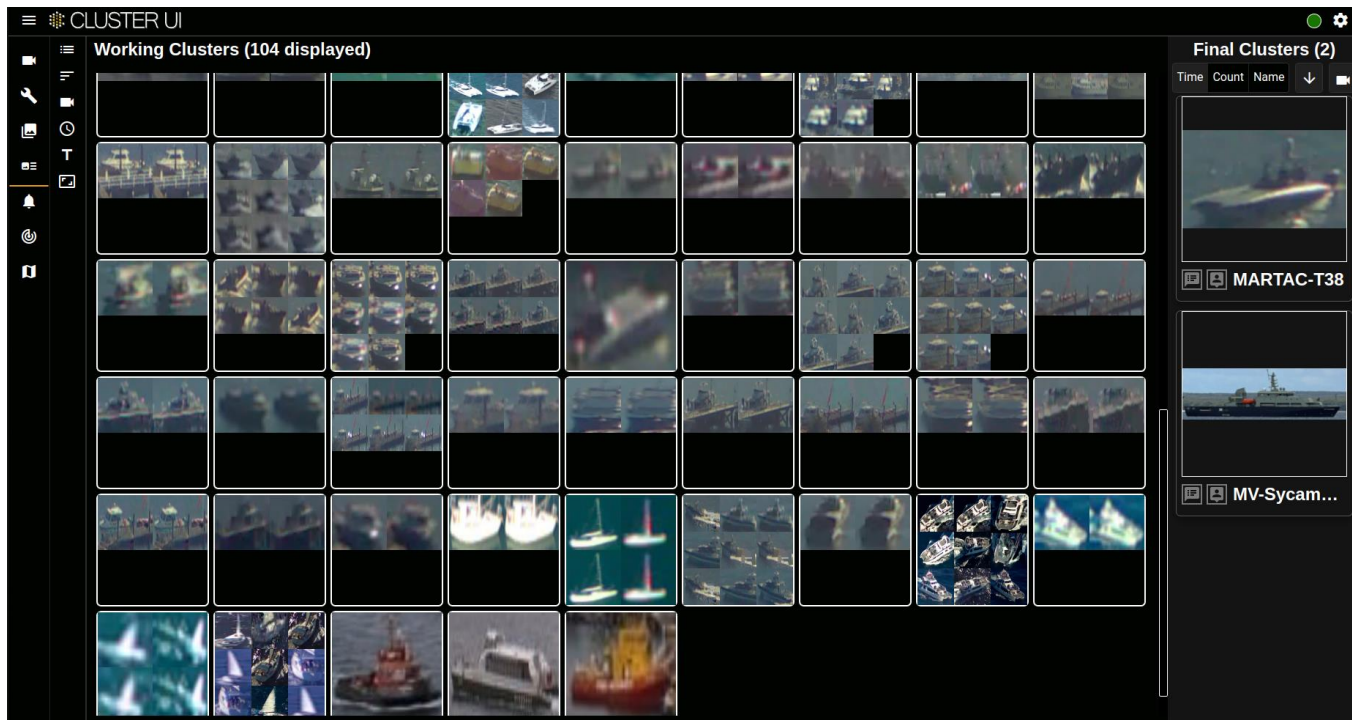 CLUSTER UI
Working Clusters (104 displayed)
Final Clusters (2)
Time Count Name
MARTAC-T38
MV-Sycam...